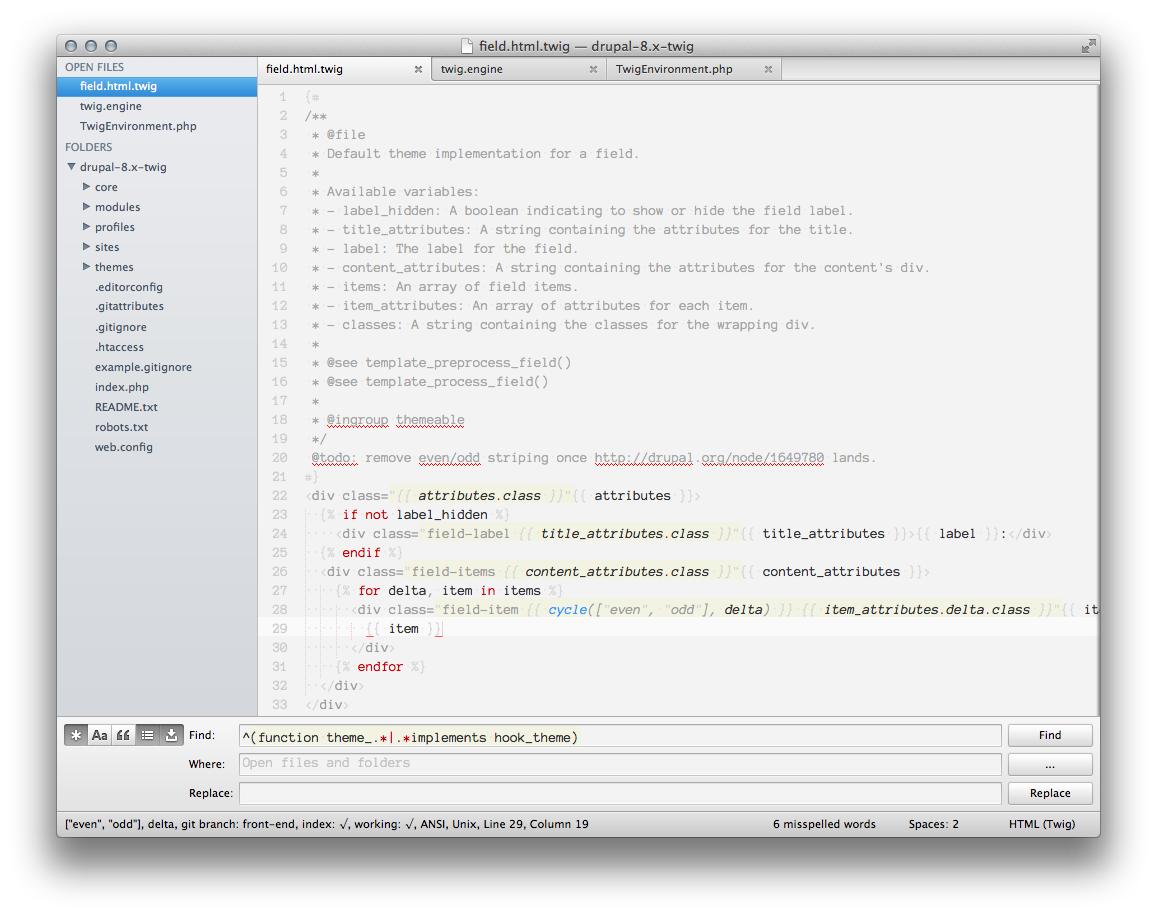 field.html.twig — drupal-8.x-twig
OPEN FILES
field.html.twig
twig.engine
TwigEnvironment.php
FOLDERS
drupal-8.x-twig
core
modules
profiles
sites
themes
.editorconfig
.gitattributes
.gitignore
.htaccess
example.gitignore
index.php
README.txt
robots.txt
web.config
field.html.twig twig.engine TwigEnvironment.php
1 {#
2 /**
3  * @file
4  * Default theme implementation for a field.
5  *
6  * Available variables:
7  * - label_hidden: A boolean indicating to show or hide the field label.
8  * - title_attributes: A string containing the attributes for the title.
9  * - label: The label for the field.
10  * - content_attributes: A string containing the attributes for the content's div.
11  * - items: An array of field items.
12  * - item_attributes: An array of attributes for each item.
13  * - classes: A string containing the classes for the wrapping div.
14  *
15  * @see template_preprocess_field()
16  * @see template_process_field()
17  *
18  * @ingroup themeable
19  */
20  @todo: remove even/odd striping once http://drupal.org/node/1649780 lands.
21 #}
22 <div class="{{ attributes.class }}"{{ attributes }}>
23   {% if not label_hidden %}
24     <div class="field-label {{ title_attributes.class }}"{{ title_attributes }}>{{ label }}:</div>
25   {% endif %}
26   <div class="field-items {{ content_attributes.class }}"{{ content_attributes }}>
27     {% for delta, item in items %}
28       <div class="field-item {{ cycle(["even", "odd"], delta) }} {{ item_attributes.delta.class }}"{{ it
29         {{ item }}
30       </div>
31     {% endfor %}
32   </div>
33 </div>
Aa Find: ^(function theme_.*|.*implements hook_theme) Find
Where: Open files and folders ...
Replace: Replace
["even", "odd"], delta, git branch: front-end, index: √, working: √, ANSI, Unix, Line 29, Column 19 6 misspelled words Spaces: 2 HTML (Twig)